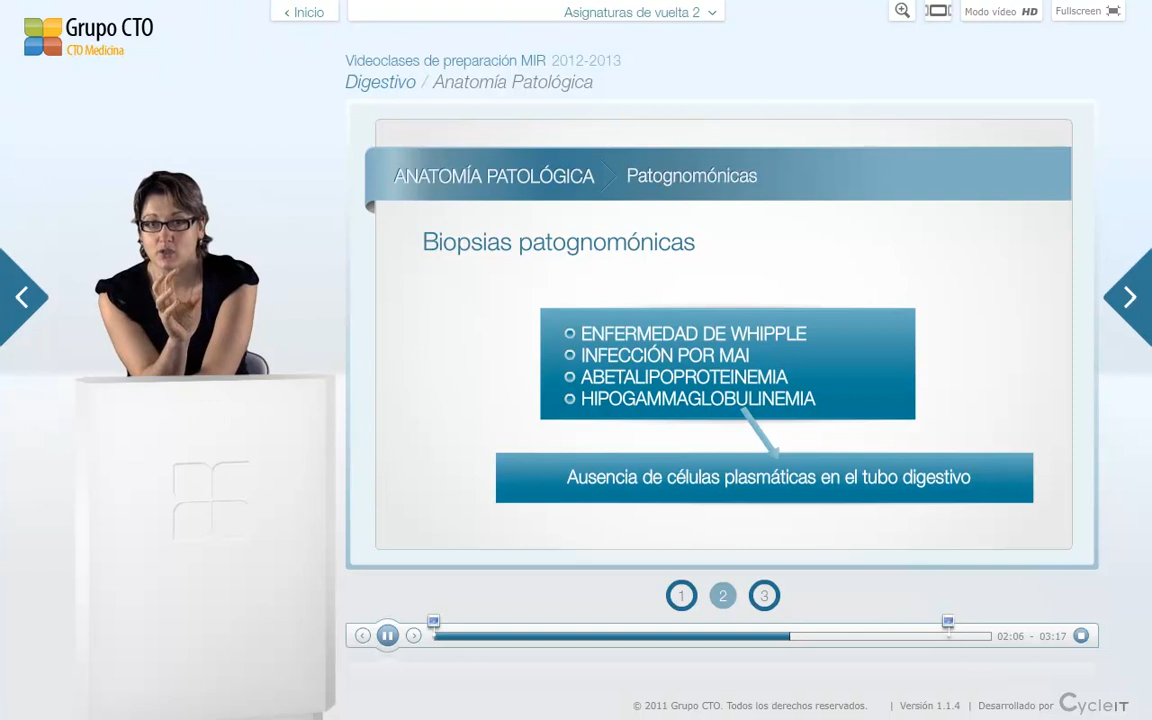 Grupo CTO
CTO Medicina
‹ Inicio
Asignaturas de vuelta 2
Modo vídeo HD
Fullscreen
Videoclases de preparación MIR 2012-2013
Digestivo / Anatomía Patológica
ANATOMÍA PATOLÓGICA
Patognomónicas
Biopsias patognomónicas
ENFERMEDAD DE WHIPPLE
INFECCIÓN POR MAI
ABETALIPOPROTEINEMIA
HIPOGAMMAGLOBULINEMIA
Ausencia de células plasmáticas en el tubo digestivo
1 2 3
02:06 - 03:17
© 2011 Grupo CTO. Todos los derechos reservados. | Versión 1.1.4 | Desarrollado por CycleIT